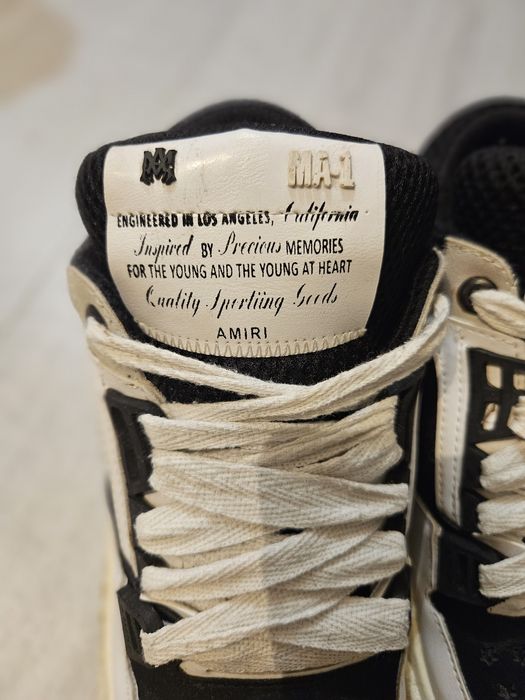 MA-1
ENGINEERED IN LOS ANGELES, California
Inspired BY Precious MEMORIES
FOR THE YOUNG AND THE YOUNG AT HEART
Quality Sportiing Goods
AMIRI